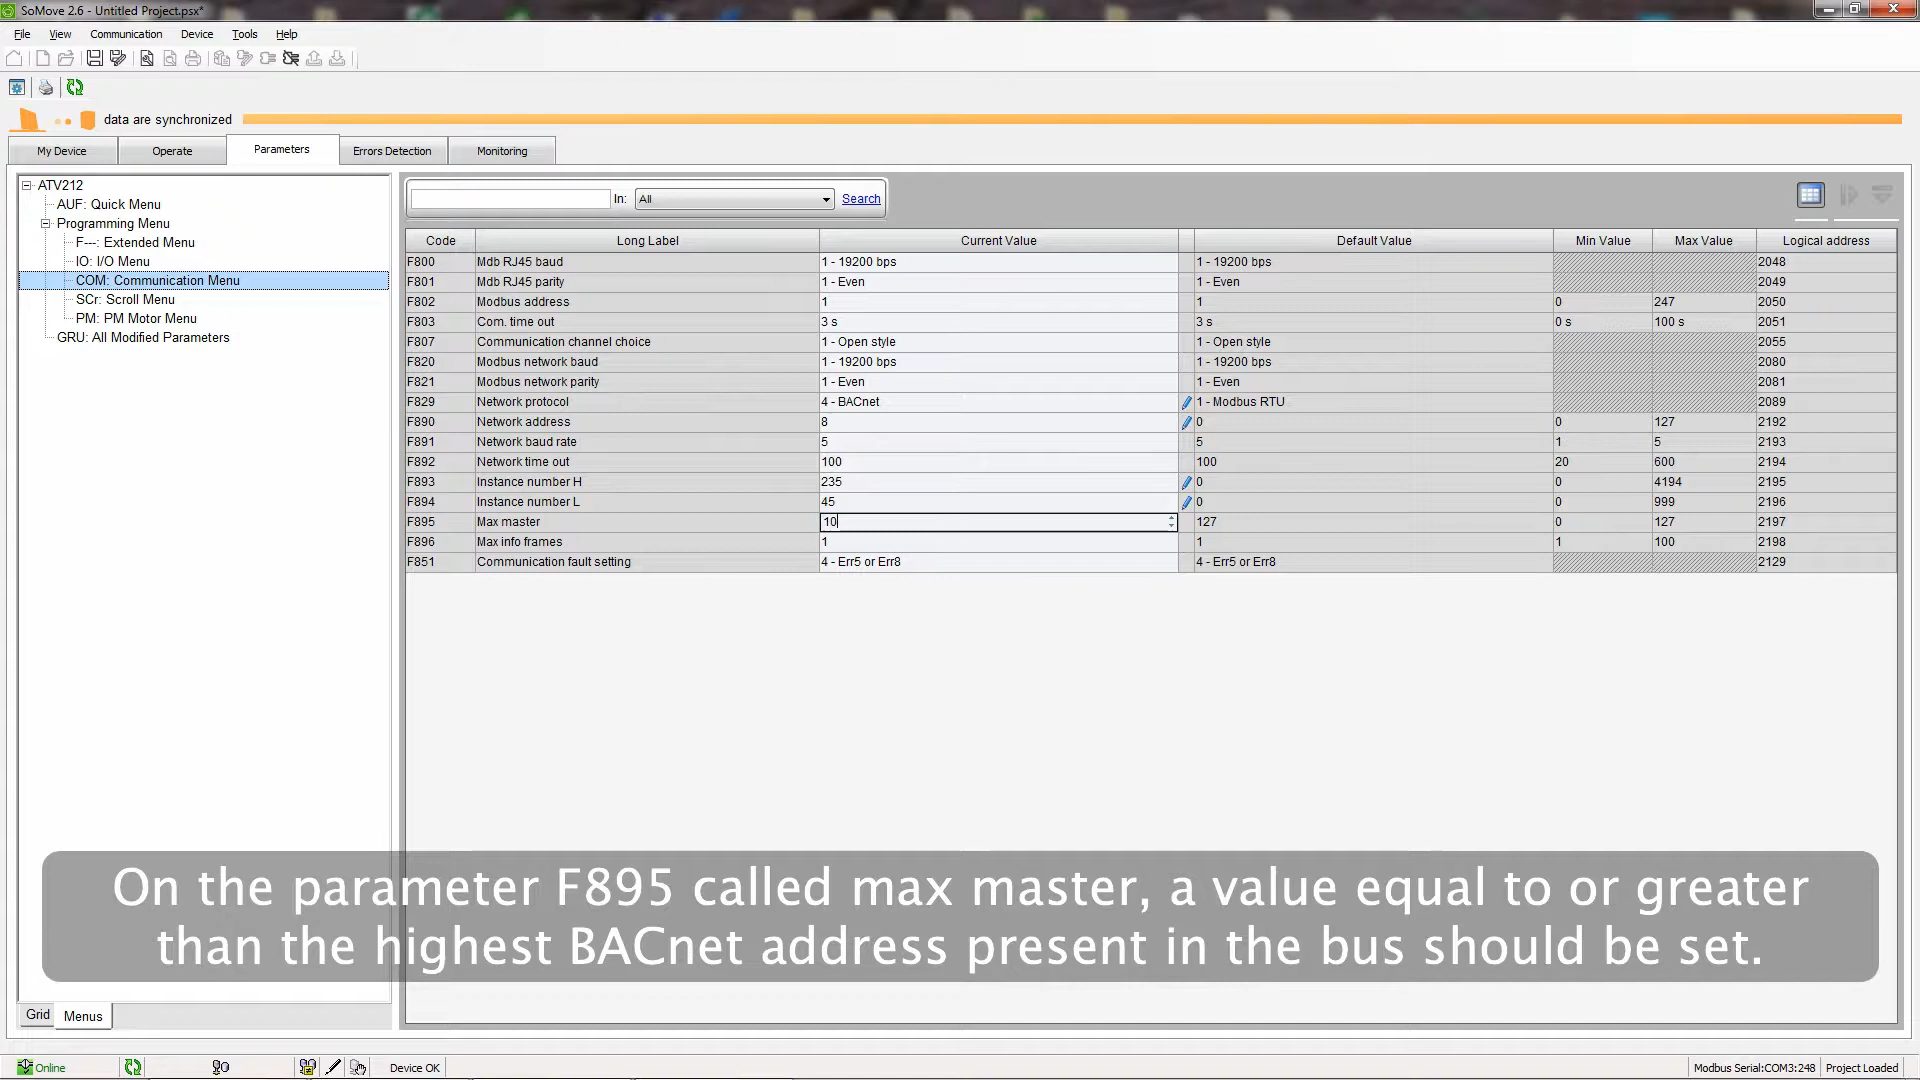 SoMove 2.6 - Untitled Project.psx*
File View Communication Device Tools Help
data are synchronized
My Device Operate Parameters Errors Detection Monitoring
ATV212
AUF: Quick Menu
Programming Menu
F---: Extended Menu
IO: I/O Menu
COM: Communication Menu
SCr: Scroll Menu
PM: PM Motor Menu
GRU: All Modified Parameters
In: All Search
Code Long Label Current Value Default Value Min Value Max Value Logical address
F800 Mdb RJ45 baud 1 - 19200 bps 1 - 19200 bps 2048
F801 Mdb RJ45 parity 1 - Even 1 - Even 2049
F802 Modbus address 1 1 0 247 2050
F803 Com. time out 3 s 3 s 0 s 100 s 2051
F807 Communication channel choice 1 - Open style 1 - Open style 2055
F820 Modbus network baud 1 - 19200 bps 1 - 19200 bps 2080
F821 Modbus network parity 1 - Even 1 - Even 2081
F829 Network protocol 4 - BACnet 1 - Modbus RTU 2089
F890 Network address 8 0 0 127 2192
F891 Network baud rate 5 5 1 5 2193
F892 Network time out 100 100 20 600 2194
F893 Instance number H 235 0 0 4194 2195
F894 Instance number L 45 0 0 999 2196
F895 Max master 10 127 0 127 2197
F896 Max info frames 1 1 1 100 2198
F851 Communication fault setting 4 - Err5 or Err8 4 - Err5 or Err8 2129
On the parameter F895 called max master, a value equal to or greater
than the highest BACnet address present in the bus should be set.
Grid Menus
Online Device OK Modbus Serial:COM3:248 Project Loaded